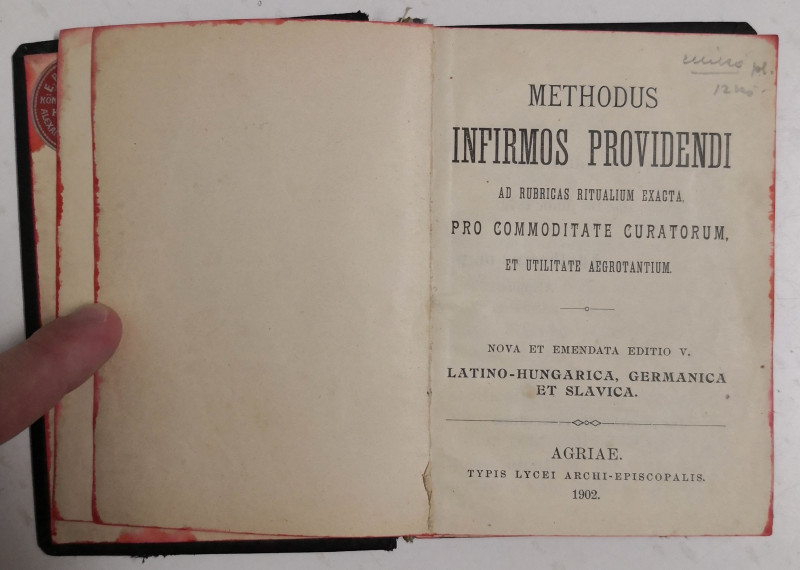 METHODUS
INFIRMOS PROVIDENDI
AD RUBRICAS RITUALIUM EXACTA,
PRO COMMODITATE CURATORUM,
ET UTILITATE AEGROTANTIUM.
NOVA ET EMENDATA EDITIO V.
LATINO-HUNGARICA, GERMANICA
ET SLAVICA.
AGRIAE.
TYPIS LYCEI ARCHI-EPISCOPALIS.
1902.